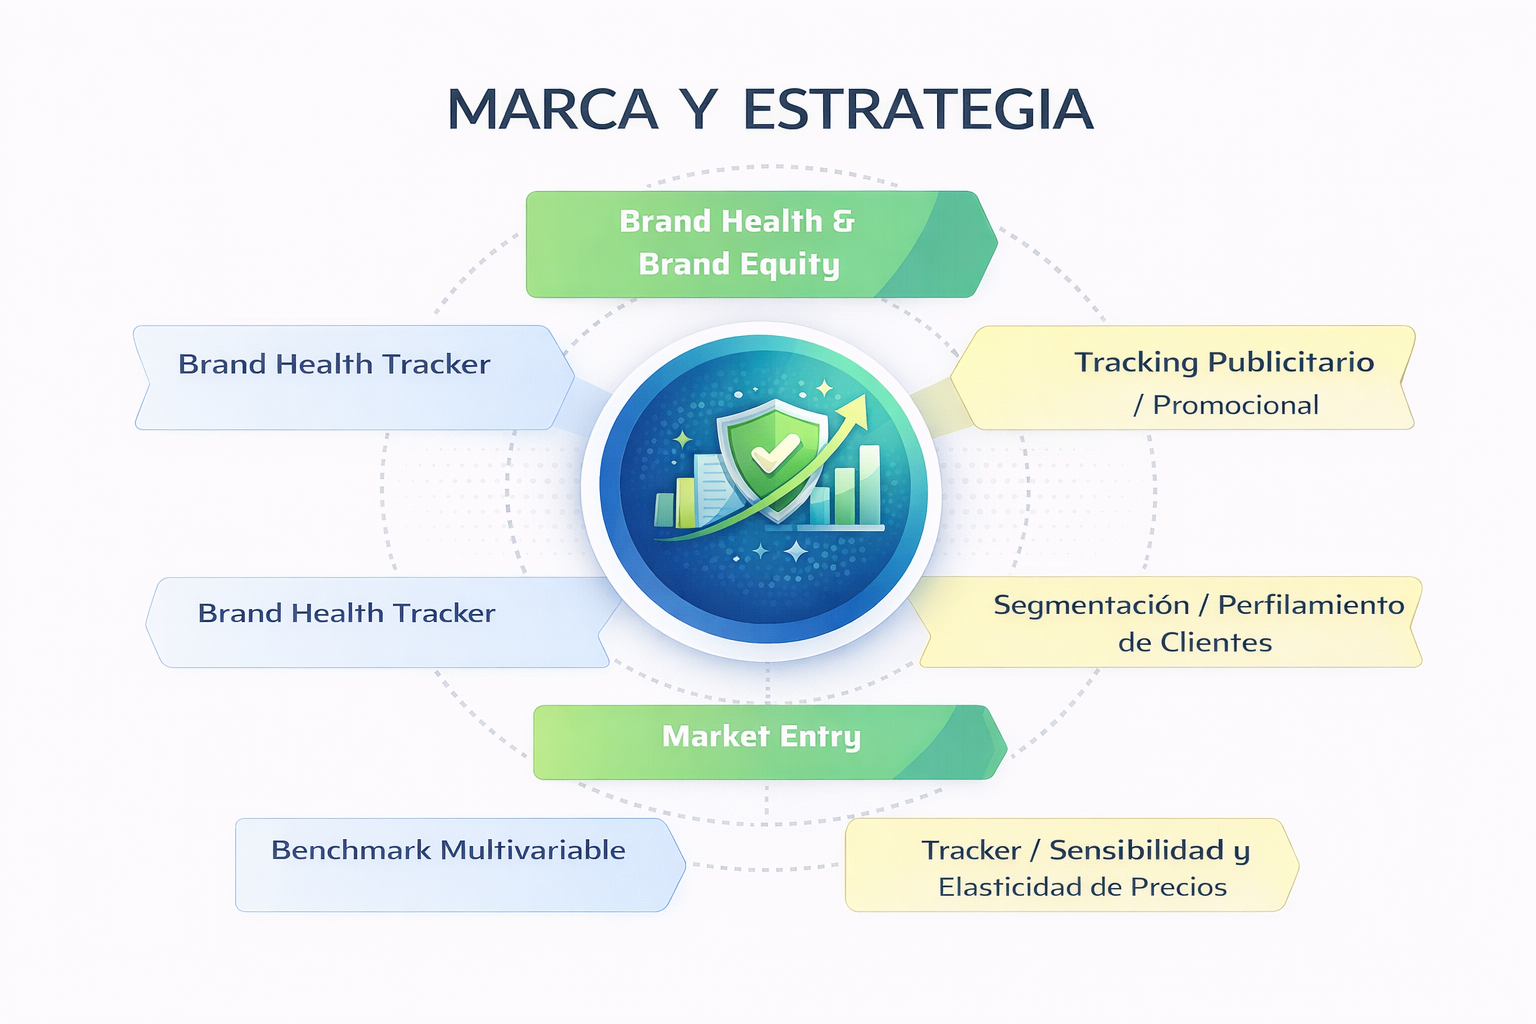 MARCA Y ESTRATEGIA
Brand Health &
Brand Equity
Brand Health Tracker
Tracking Publicitario
/ Promocional
Brand Health Tracker
Segmentación / Perfilamiento
de Clientes
Market Entry
Benchmark Multivariable
Tracker / Sensibilidad y
Elasticidad de Precios